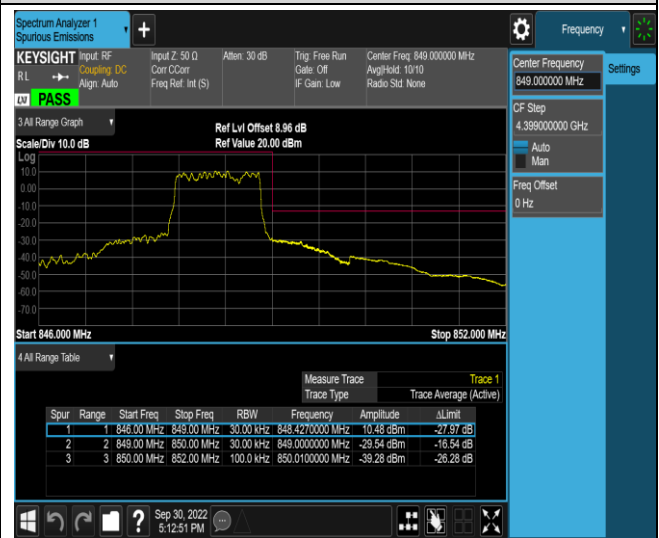 Spectrum Analyzer 1
Spurious Emissions
Frequency
KEYSIGHT
RL
Input: RF
Coupling: DC
Align: Auto
Input Z: 50 Ω
Corr CCorr
Freq Ref: Int (S)
Atten: 30 dB
Trig: Free Run
Gate: Off
IF Gain: Low
Center Freq: 849.000000 MHz
Avg|Hold: 10/10
Radio Std: None
LXI PASS
Center Frequency
849.000000 MHz
Settings
CF Step
4.399000000 GHz
Auto
Man
Freq Offset
0 Hz
3 All Range Graph
Scale/Div 10.0 dB
Ref Lvl Offset 8.96 dB
Ref Value 20.00 dBm
Log
10.0
0.00
-10.0
-20.0
-30.0
-40.0
-50.0
-60.0
-70.0
Start 846.000 MHz
Stop 852.000 MHz
4 All Range Table
Measure Trace Trace 1
Trace Type Trace Average (Active)
Spur Range Start Freq Stop Freq RBW Frequency Amplitude ΔLimit
1 1 846.00 MHz 849.00 MHz 30.00 kHz 848.4270000 MHz 10.48 dBm -27.97 dB
2 2 849.00 MHz 850.00 MHz 30.00 kHz 849.0000000 MHz -29.54 dBm -16.54 dB
3 3 850.00 MHz 852.00 MHz 100.0 kHz 850.0100000 MHz -39.28 dBm -26.28 dB
Sep 30, 2022
5:12:51 PM